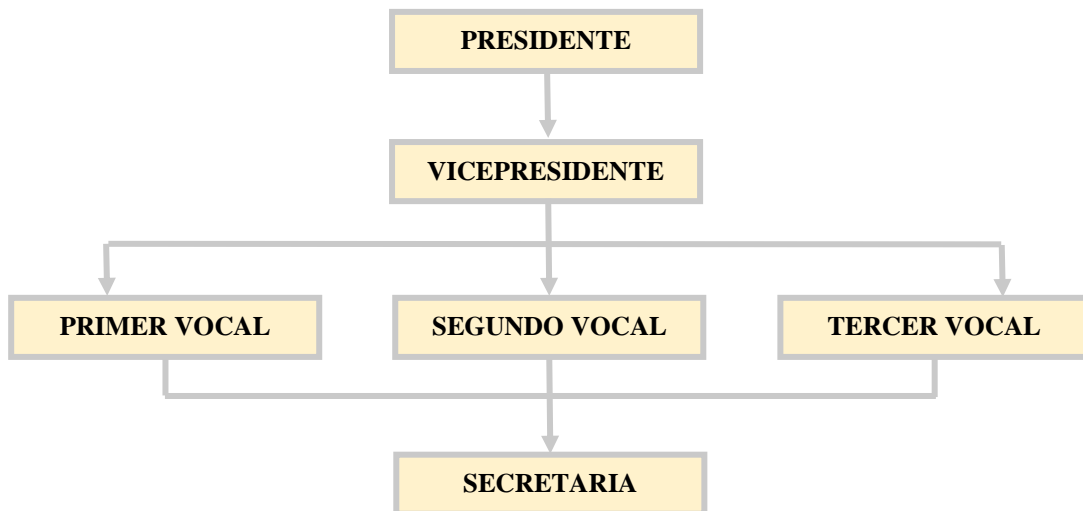 PRESIDENTE
VICEPRESIDENTE
PRIMER VOCAL
SEGUNDO VOCAL
TERCER VOCAL
SECRETARIA